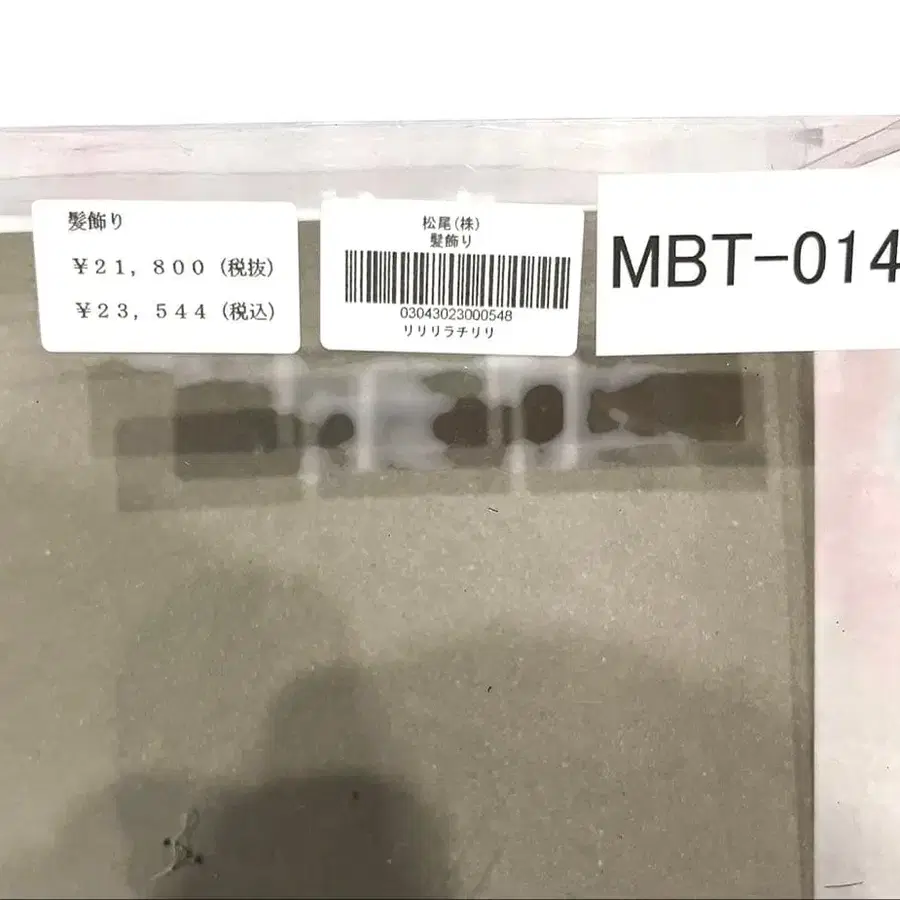 髪飾り
￥２１，８００（税抜）
￥２３，５４４（税込）
松尾(株)
髪飾り
03043023000548
リリリラチリリ
MBT-014